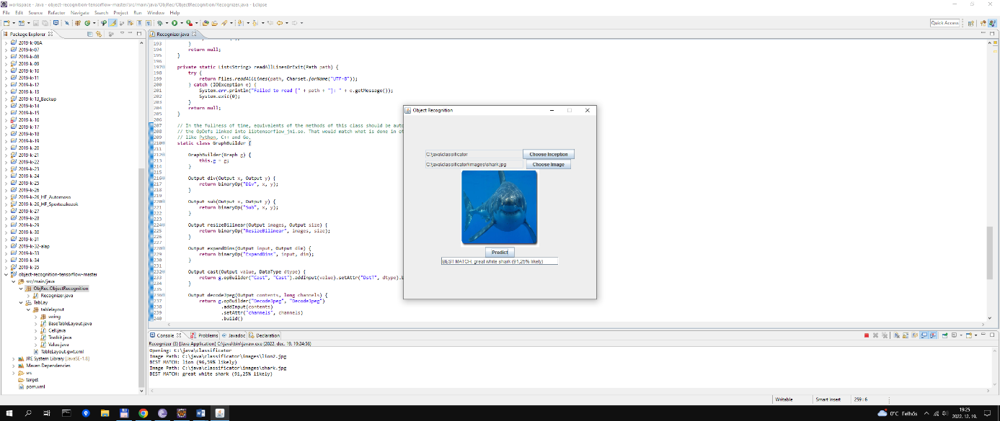 workspace - Java - object-recognition-tensorflow-master/src/main/java/ObjRec/ObjectRecognition/Recognizer.java - Eclipse
File Edit Source Refactor Navigate Search Project Run Window Help
Quick Access
Package Explorer
2019-k-06A
2019-k-07
2019-k-08
2019-k-09
2019-k-10
2019-k-11
2019-k-12
2019-k-13
2019-k-13_Backup
2019-k-14
2019-k-15
2019-k-16
2019-k-17
2019-k-18
2019-k-19
2019-k-20
2019-k-21
2019-k-22
2019-k-23
2019-k-24
2019-k-25
2019-k-26
2019-k-26_HF_Automoso
2019-k-26_HF_Sporteszkozok
2019-k-27
2019-k-28
2019-k-29
2019-k-30
2019-k-31
2019-k-32-alap
2019-k-33
2019-k-34
2019-k-35
object-recognition-tensorflow-master
src/main/java
ObjRec.ObjectRecognition
Recognizer.java
TabLay
tablelayout
swing
BaseTableLayout.java
Cell.java
Toolkit.java
Value.java
TableLayout.gwt.xml
JRE System Library [JavaSE-1.8]
Maven Dependencies
src
target
pom.xml
Recognizer.java
193 }
194 return null;
195 }
196
197 private static List<String> readAllLinesOrExit(Path path) {
198 try {
199 return Files.readAllLines(path, Charset.forName("UTF-8"));
200 } catch (IOException e) {
201 System.err.println("Failed to read [" + path + "]: " + e.getMessage());
202 System.exit(0);
203 }
204 return null;
205 }
206
207 // In the fullness of time, equivalents of the methods of this class should be auto
208 // the OpDefs linked into libtensorflow_jni.so. That would match what is done in ot
209 // like Python, C++ and Go.
210 static class GraphBuilder {
211
212 GraphBuilder(Graph g) {
213 this.g = g;
214 }
215
216 Output div(Output x, Output y) {
217 return binaryOp("Div", x, y);
218 }
219
220 Output sub(Output x, Output y) {
221 return binaryOp("Sub", x, y);
222 }
223
224 Output resizeBilinear(Output images, Output size) {
225 return binaryOp("ResizeBilinear", images, size);
226 }
227
228 Output expandDims(Output input, Output dim) {
229 return binaryOp("ExpandDims", input, dim);
230 }
231
232 Output cast(Output value, DataType dtype) {
233 return g.opBuilder("Cast", "Cast").addInput(value).setAttr("DstT", dtype).b
234 }
235
236 Output decodeJpeg(Output contents, long channels) {
237 return g.opBuilder("DecodeJpeg", "DecodeJpeg")
238 .addInput(contents)
239 .setAttr("channels", channels)
240 .build()
Object Recognition
C:\java\classificator Choose Inception
C:\java\classificator\images\shark.jpg Choose Image
Predict
BEST MATCH: great white shark (91,25% likely)
Console Problems Javadoc Declaration
Recognizer (3) [Java Application] C:\java\bin\javaw.exe (2022. dec. 19. 19:24:56)
Opening: C:\java\classificator
Image Path: C:\java\classificator\images\lion2.jpg
BEST MATCH: lion (96,59% likely)
Image Path: C:\java\classificator\images\shark.jpg
BEST MATCH: great white shark (91,25% likely)
Writable Smart Insert 259 : 6
0°C Felhős
19:25
2022. 12. 19.